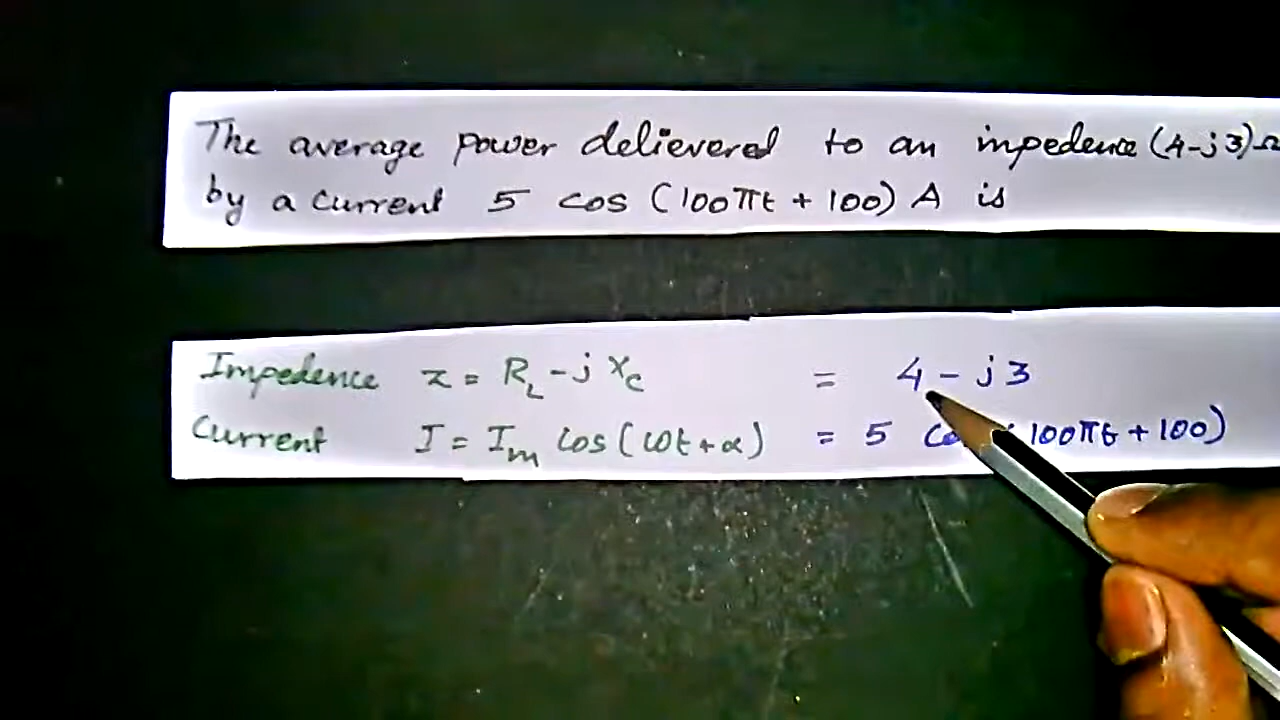 The average power delievered to an impedence (4-j3)Ω
by a current 5 cos (100πt + 100) A is
Impedence z = R_L - j X_C = 4 - j3
Current I = I_m cos(ωt + α) = 5 (100πt + 100)